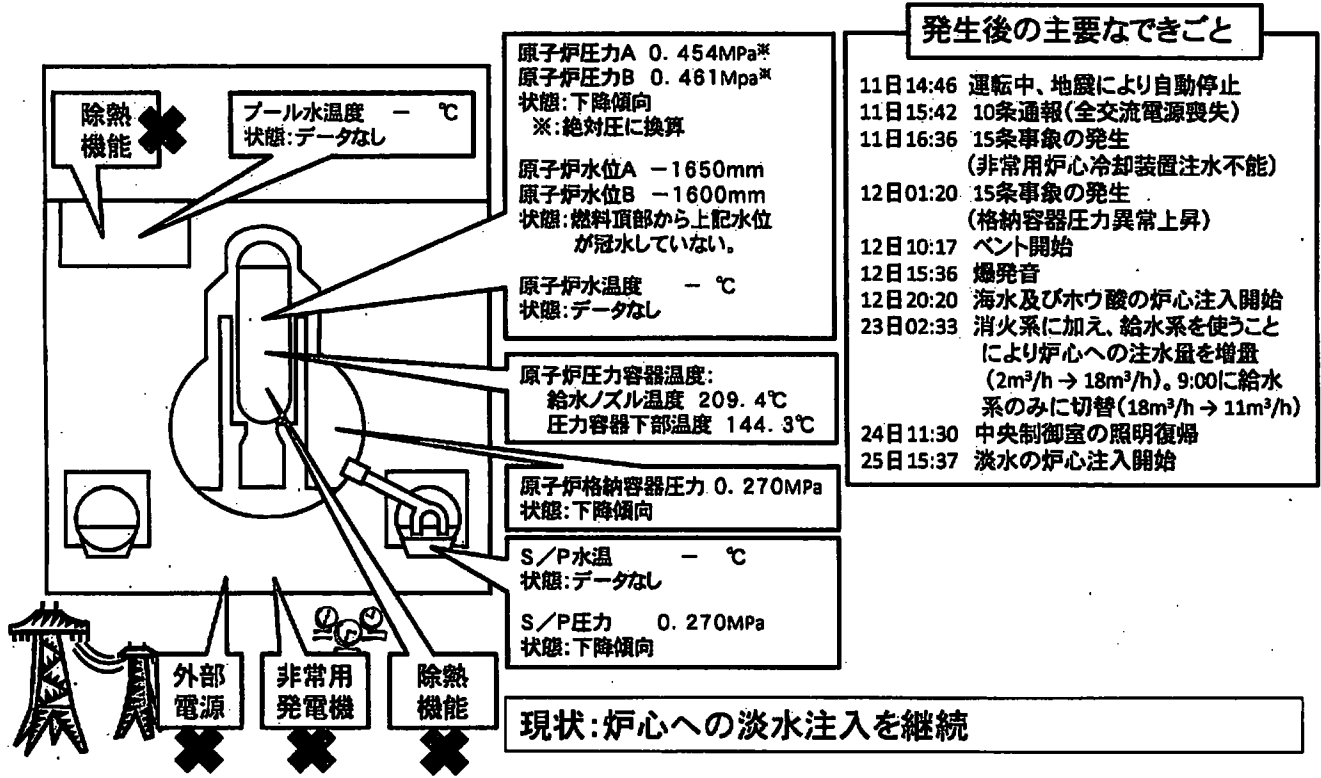 発生後の主要なできごと
11日14:46 運転中、地震により自動停止
11日15:42 10条通報(全交流電源喪失)
11日16:36 15条事象の発生
(非常用炉心冷却装置注水不能)
12日01:20 15条事象の発生
(格納容器圧力異常上昇)
12日10:17 ベント開始
12日15:36 爆発音
12日20:20 海水及びホウ酸の炉心注入開始
23日02:33 消火系に加え、給水系を使うこと
により炉心への注水量を増量
(2m³/h → 18m³/h)。9:00に給水
系のみに切替(18m³/h → 11m³/h)
24日11:30 中央制御室の照明復帰
25日15:37 淡水の炉心注入開始
除熱
機能
プール水温度 － ℃
状態:データなし
原子炉圧力A 0.454MPa※
原子炉圧力B 0.461Mpa※
状態:下降傾向
※:絶対圧に換算
原子炉水位A －1650mm
原子炉水位B －1600mm
状態:燃料頂部から上記水位
が冠水していない。
原子炉水温度 － ℃
状態:データなし
原子炉圧力容器温度:
給水ノズル温度 209.4℃
圧力容器下部温度 144.3℃
原子炉格納容器圧力 0.270MPa
状態:下降傾向
S/P水温 － ℃
状態:データなし
S/P圧力 0.270MPa
状態:下降傾向
外部
電源
非常用
発電機
除熱
機能
現状:炉心への淡水注入を継続